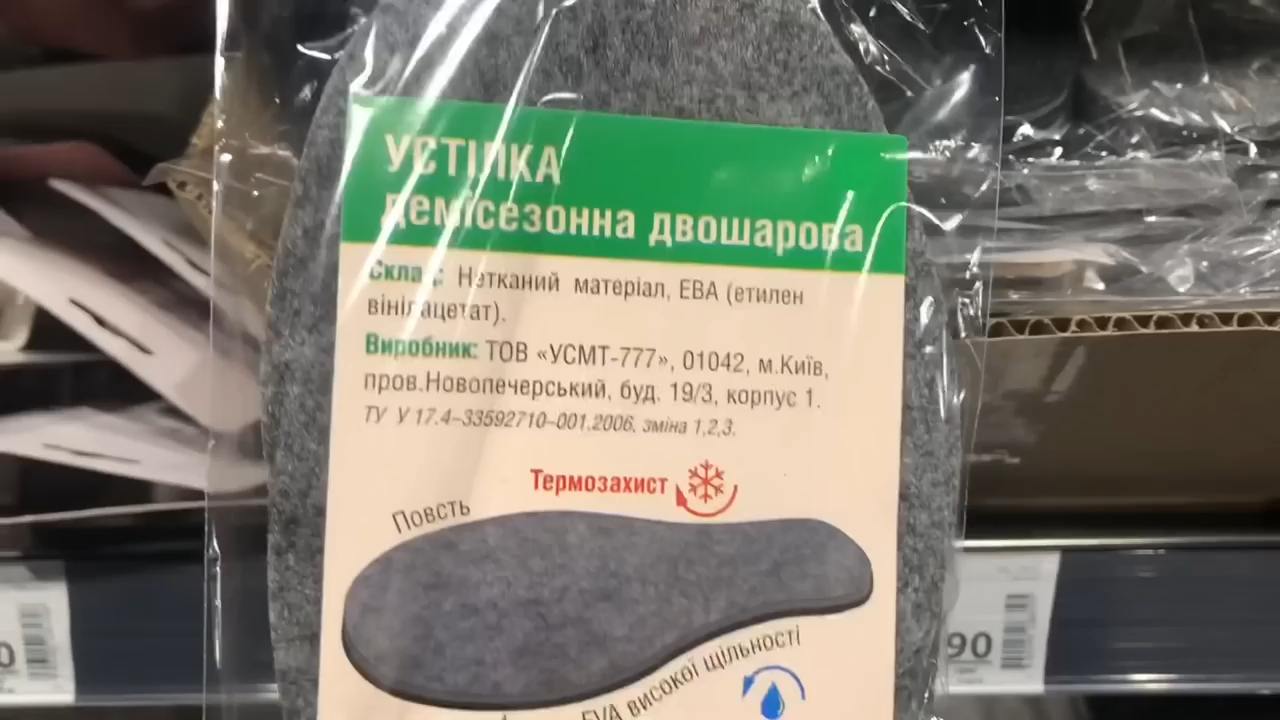 УСТІЛКА
демісезонна двошарова
Склад: Нетканий матеріал, ЕВА (етилен
вінілацетат).
Виробник: ТОВ «УСМТ-777», 01042, м.Київ,
пров.Новопечерський, буд. 19/3, корпус 1.
ТУ У 17.4-33592710-001.2006, зміна 1,2,3.
Термозахист
Повсть
EVA високої щільності
90
0